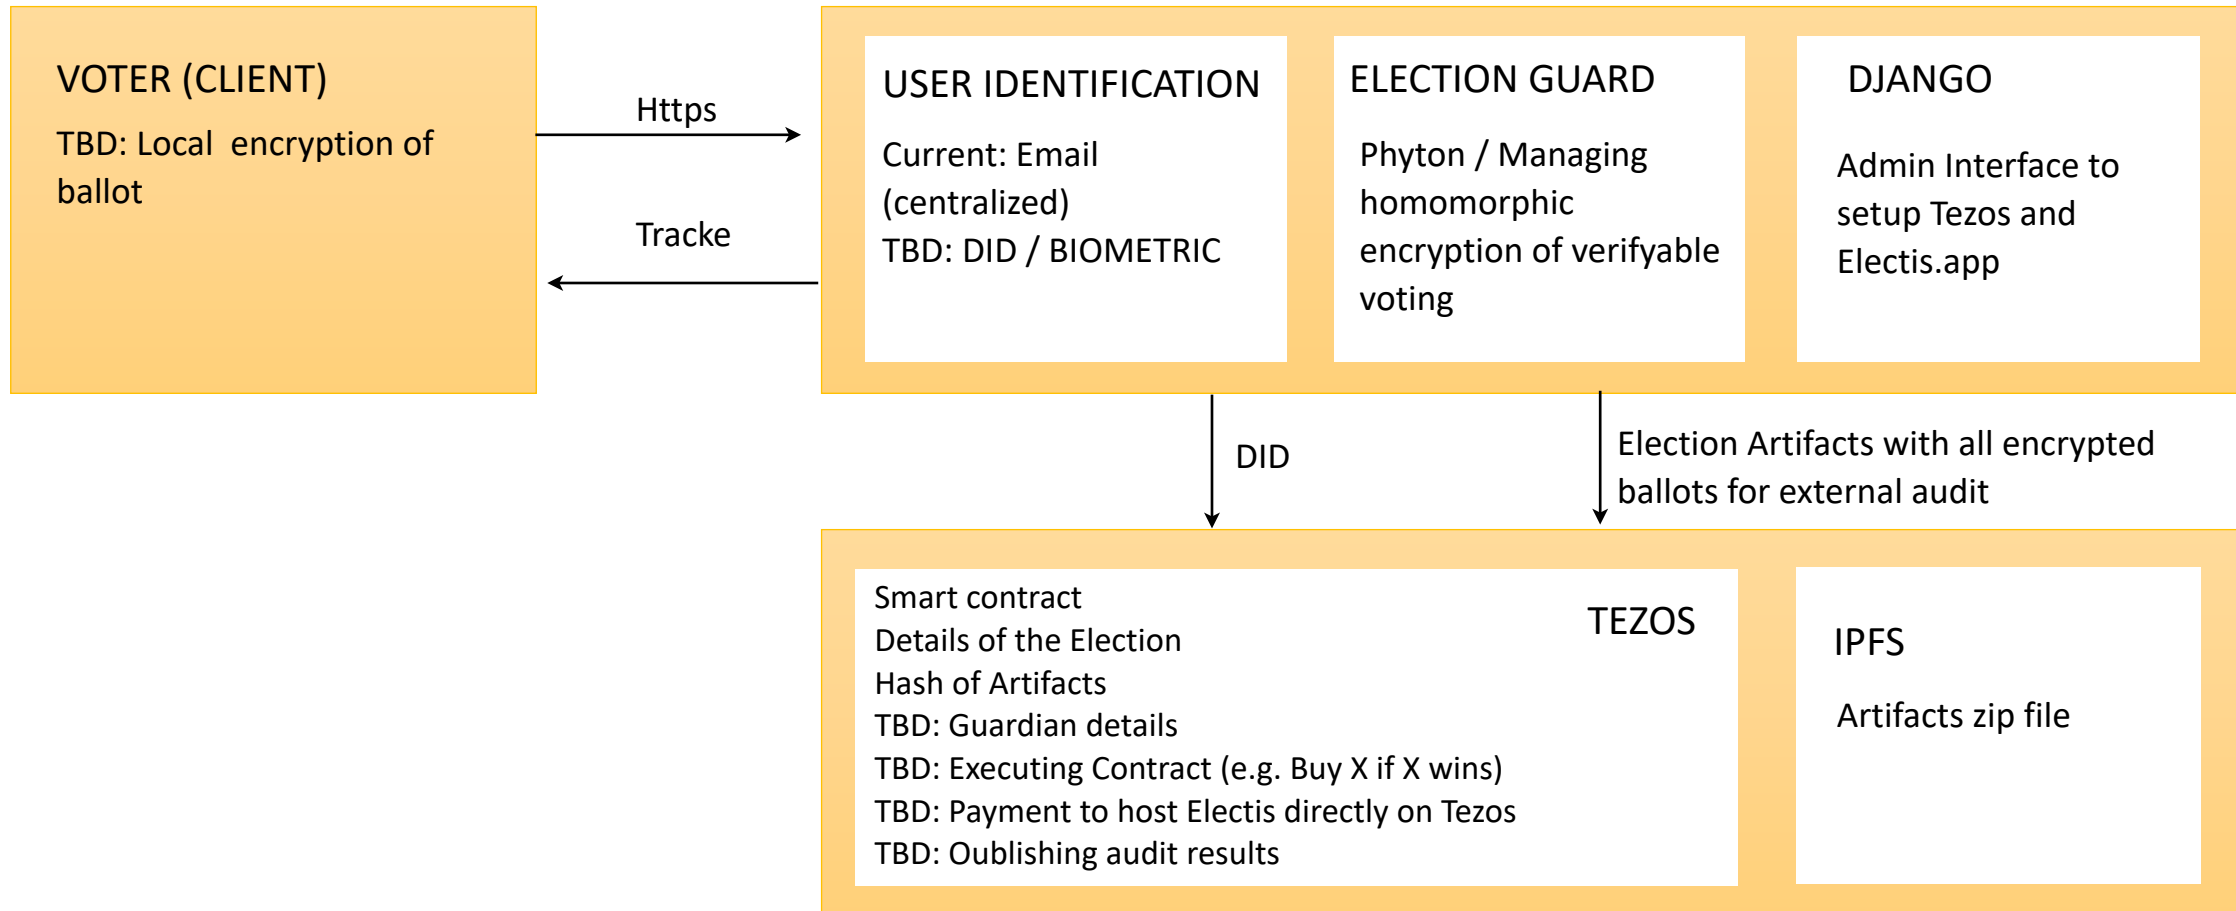 VOTER (CLIENT)
TBD: Local encryption of
ballot
Https
Tracke
USER IDENTIFICATION
Current: Email
(centralized)
TBD: DID / BIOMETRIC
ELECTION GUARD
Phyton / Managing
homomorphic
encryption of verifyable
voting
DJANGO
Admin Interface to
setup Tezos and
Electis.app
DID
Election Artifacts with all encrypted
ballots for external audit
TEZOS
Smart contract
Details of the Election
Hash of Artifacts
TBD: Guardian details
TBD: Executing Contract (e.g. Buy X if X wins)
TBD: Payment to host Electis directly on Tezos
TBD: Oublishing audit results
IPFS
Artifacts zip file